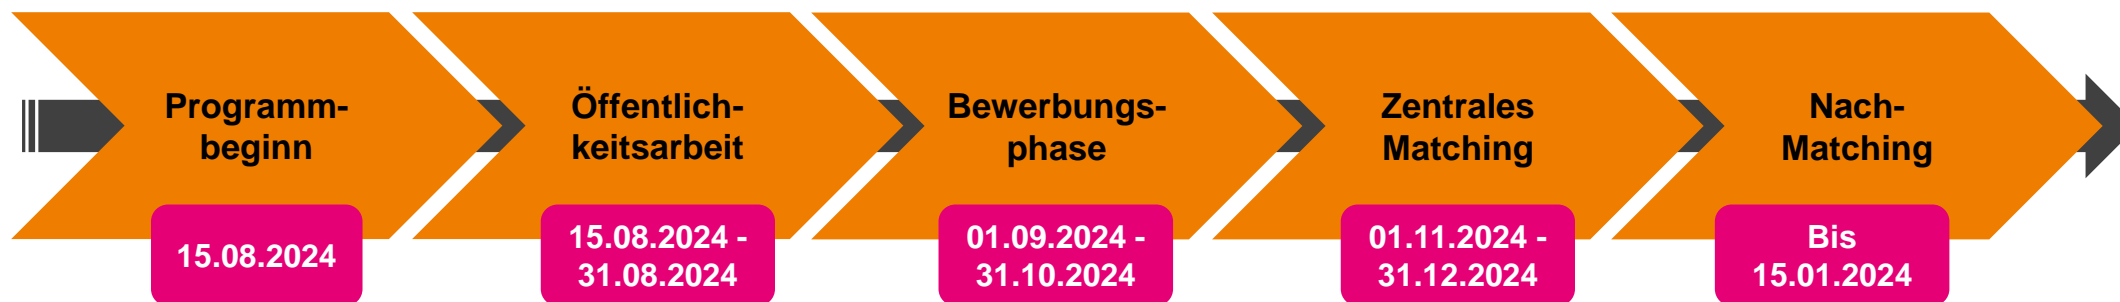 Programm-
beginn
15.08.2024
Öffentlich-
keitsarbeit
15.08.2024 -
31.08.2024
Bewerbungs-
phase
01.09.2024 -
31.10.2024
Zentrales
Matching
01.11.2024 -
31.12.2024
Nach-
Matching
Bis
15.01.2024